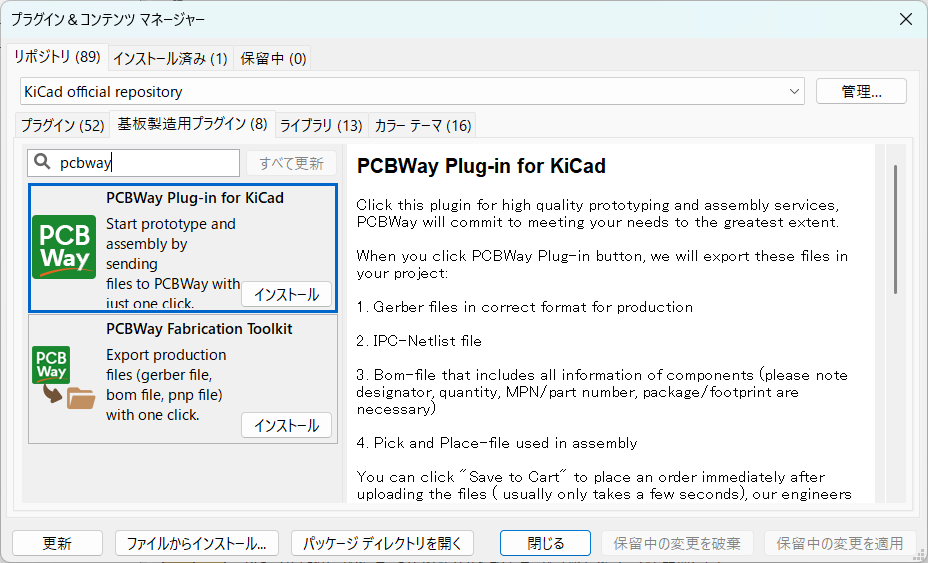 プラグイン＆コンテンツ マネージャー
リポジトリ (89) インストール済み (1) 保留中 (0)
KiCad official repository 管理...
プラグイン (52) 基板製造用プラグイン (8) ライブラリ (13) カラー テーマ (16)
pcbway すべて更新
PCBWay Plug-in for KiCad
PCB
Way
Start prototype and
assembly by
sending
files to PCBWay with
just one click.
インストール
PCBWay Fabrication Toolkit
PCB
Way
Export production
files (gerber file,
bom file, pnp file)
with one click.
インストール
PCBWay Plug-in for KiCad
Click this plugin for high quality prototyping and assembly services,
PCBWay will commit to meeting your needs to the greatest extent.
When you click PCBWay Plug-in button, we will export these files in
your project:
1. Gerber files in correct format for production
2. IPC-Netlist file
3. Bom-file that includes all information of components (please note
designator, quantity, MPN/part number, package/footprint are
necessary)
4. Pick and Place-file used in assembly
You can click "Save to Cart" to place an order immediately after
uploading the files ( usually only takes a few seconds), our engineers
更新 ファイルからインストール... パッケージ ディレクトリを開く 閉じる 保留中の変更を破棄 保留中の変更を適用